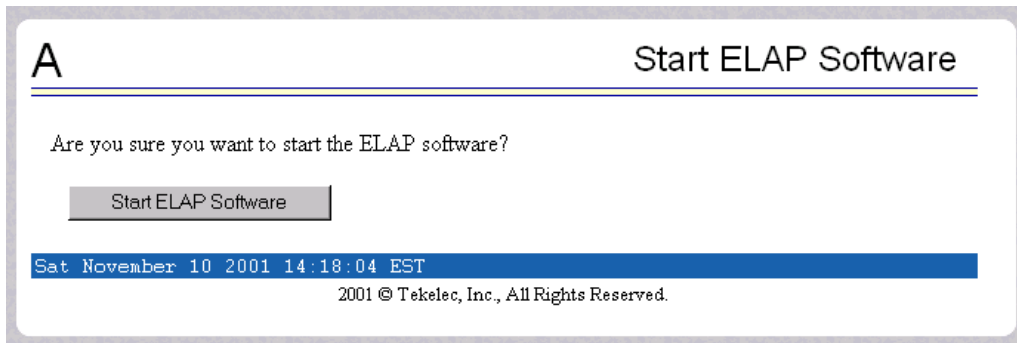 A
Start ELAP Software
Are you sure you want to start the ELAP software?
Start ELAP Software
Sat November 10 2001 14:18:04 EST
2001 © Tekelec, Inc., All Rights Reserved.